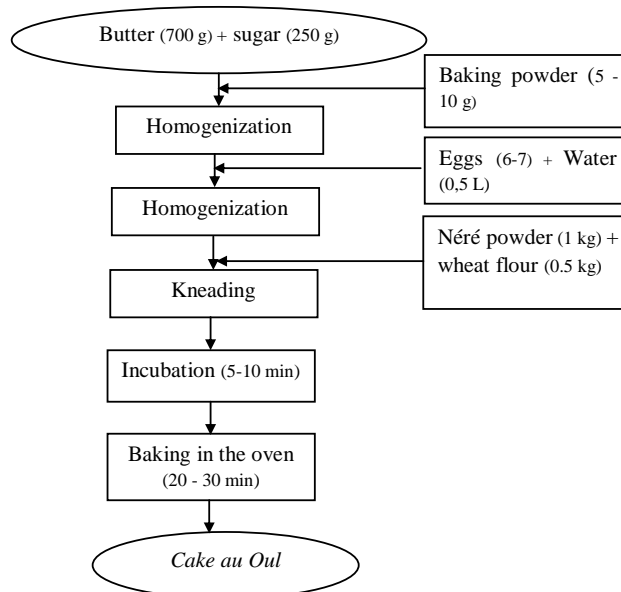 Butter (700 g) + sugar (250 g)
Baking powder (5 -
10 g)
Homogenization
Eggs (6-7) + Water
(0,5 L)
Homogenization
Néré powder (1 kg) +
wheat flour (0.5 kg)
Kneading
Incubation (5-10 min)
Baking in the oven
(20 - 30 min)
Cake au Oul